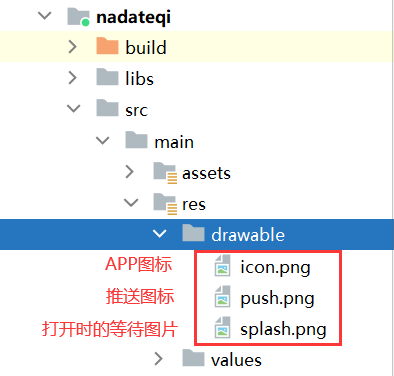 nadateqi
build
libs
src
main
assets
res
drawable
APP图标 icon.png
推送图标 push.png
打开时的等待图片 splash.png
values